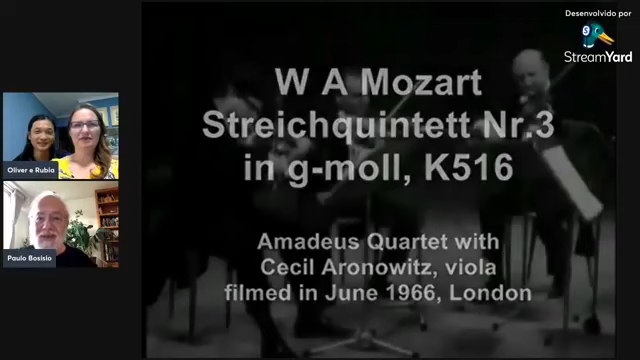 Desenvolvido por
StreamYard
W A Mozart
Streichquintett Nr.3
in g-moll, K516
Oliver e Rubia
Paulo Bosisio
Amadeus Quartet with
Cecil Aronowitz, viola
filmed in June 1966, London